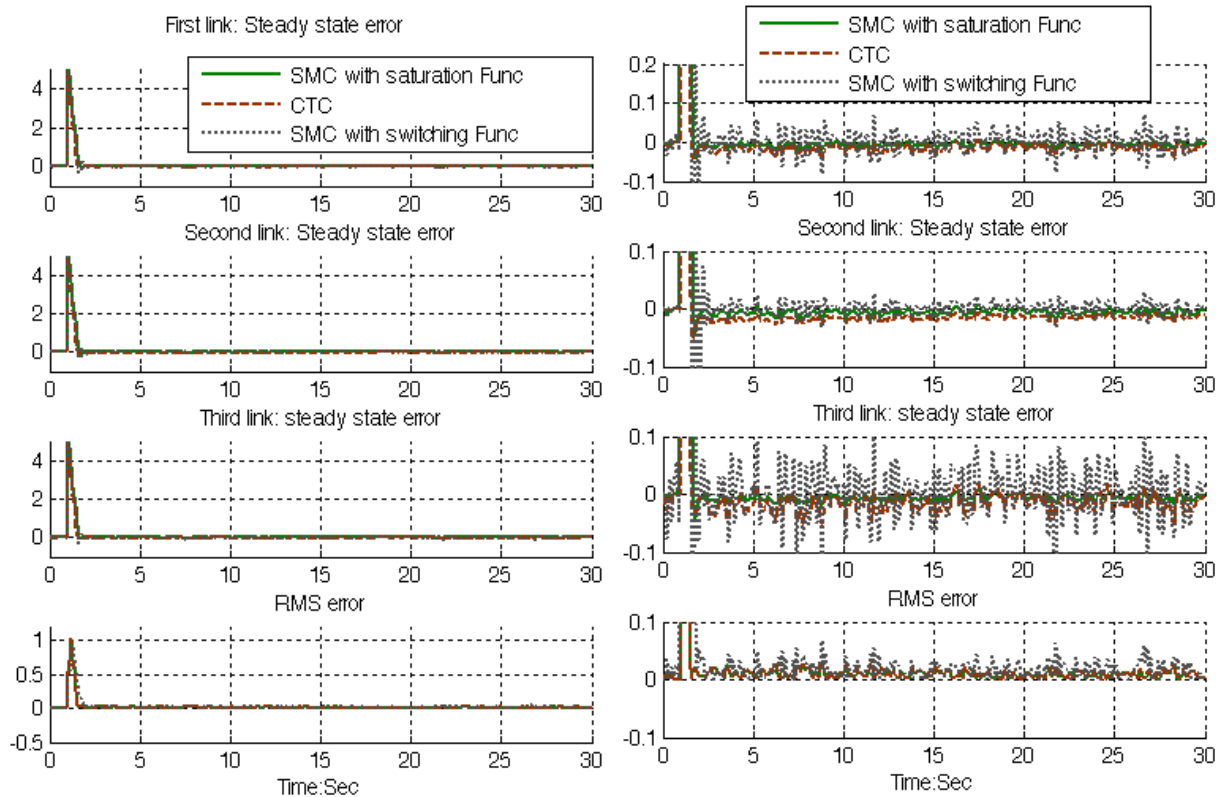 First link: Steady state error
SMC with saturation Func
CTC
SMC with switching Func
4
2
0
0 5 10 15 20 25 30
Second link: Steady state error
4
2
0
0 5 10 15 20 25 30
Third link: steady state error
4
2
0
0 5 10 15 20 25 30
RMS error
1
0.5
0
-0.5
0 5 10 15 20 25 30
Time:Sec
SMC with saturation Func
CTC
SMC with switching Func
0.2
0.1
0
-0.1
0 5 10 15 20 25 30
Second link: Steady state error
0.1
0
-0.1
0 5 10 15 20 25 30
Third link: steady state error
0.1
0
-0.1
0 5 10 15 20 25 30
RMS error
0.1
0
-0.1
0 5 10 15 20 25 30
Time:Sec